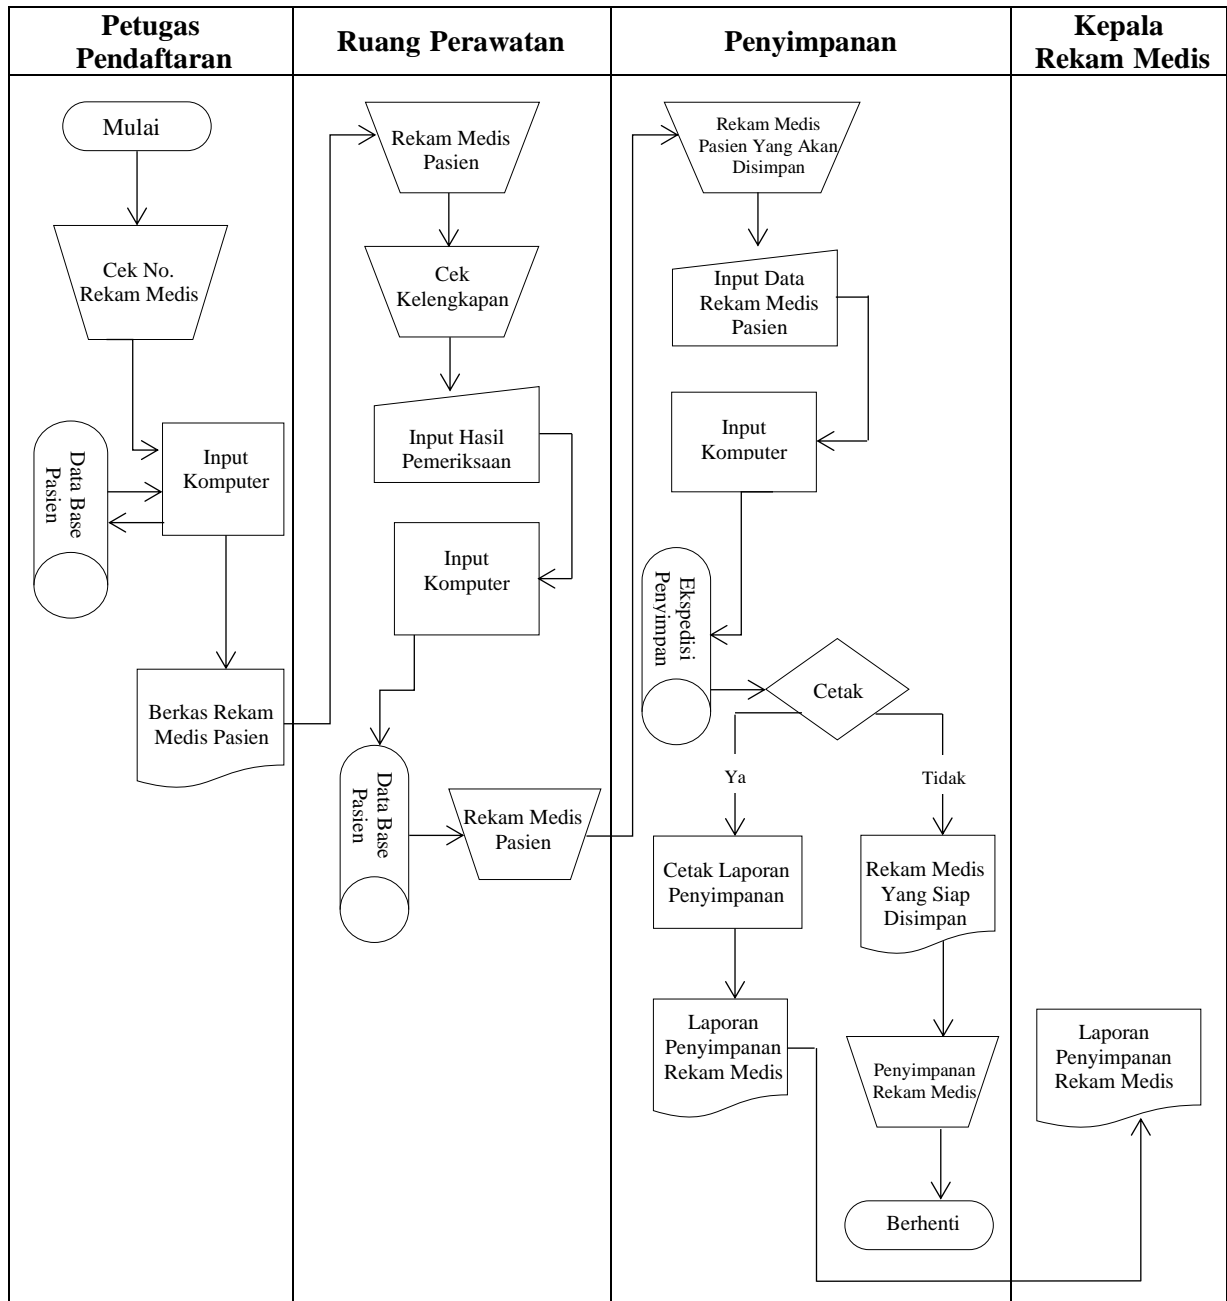 Petugas
Pendaftaran
Ruang Perawatan
Penyimpanan
Kepala
Rekam Medis
Mulai
Cek No.
Rekam Medis
Data Base
Pasien
Input
Komputer
Berkas Rekam
Medis Pasien
Rekam Medis
Pasien
Cek
Kelengkapan
Input Hasil
Pemeriksaan
Input
Komputer
Data Base
Pasien
Rekam Medis
Pasien
Rekam Medis
Pasien Yang Akan
Disimpan
Input Data
Rekam Medis
Pasien
Input
Komputer
Ekspedisi
Penyimpan
Cetak
Ya
Tidak
Cetak Laporan
Penyimpanan
Rekam Medis
Yang Siap
Disimpan
Laporan
Penyimpanan
Rekam Medis
Penyimpanan
Rekam Medis
Berhenti
Laporan
Penyimpanan
Rekam Medis